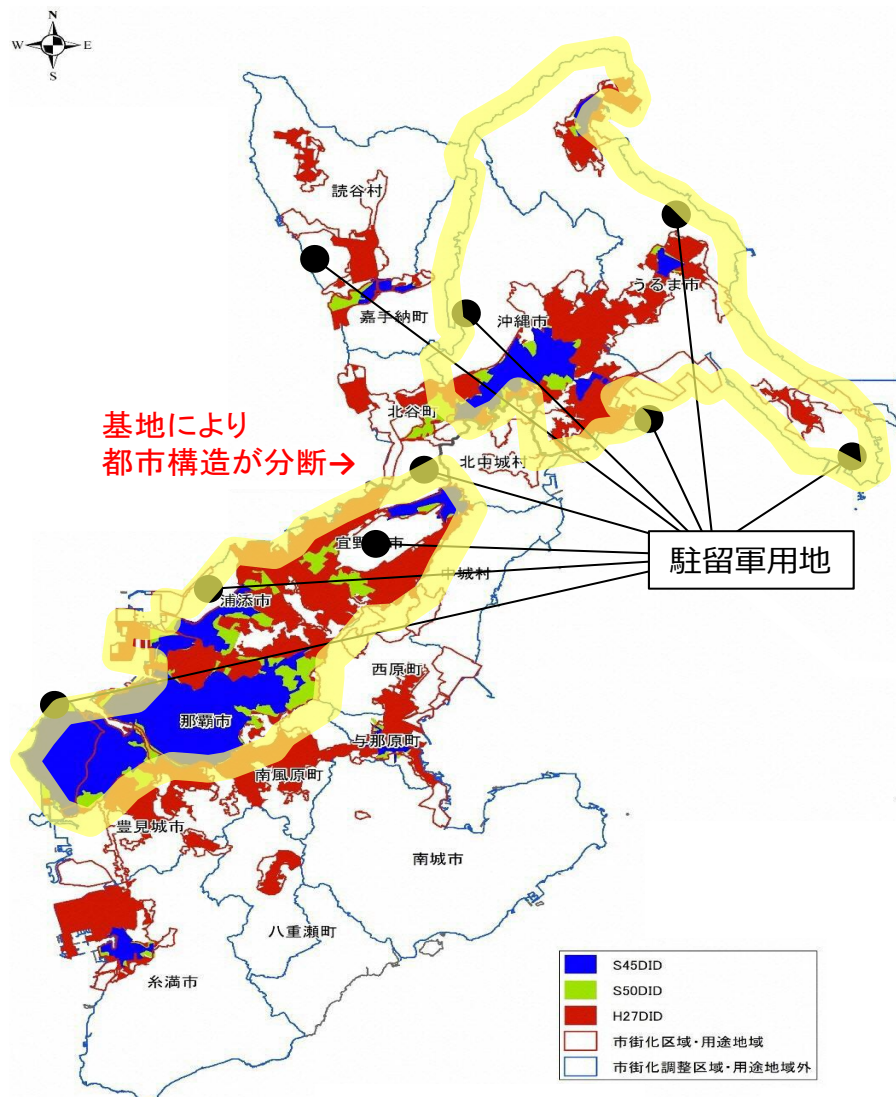 N
W E
S
読谷村
うるま市
嘉手納町
沖縄市
北谷町
基地により
都市構造が分断→
北中城村
宜野 市
駐留軍用地
中城村
浦添市
西原町
那覇市
与那原町
南風原町
豊見城市
南城市
八重瀬町
糸満市
S45DID
S50DID
H27DID
市街化区域・用途地域
市街化調整区域・用途地域外